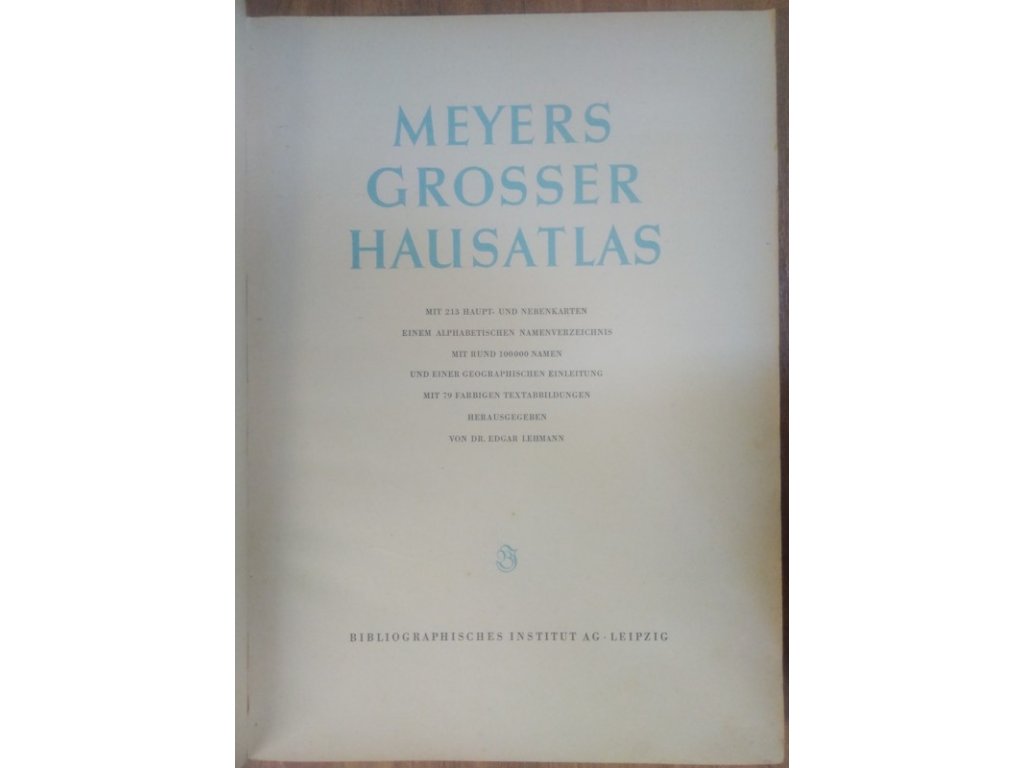 MEYERS
GROSSER
HAUSATLAS
MIT 213 HAUPT- UND NEBENKARTEN
EINEM ALPHABETISCHEN NAMENVERZEICHNIS
MIT RUND 100000 NAMEN
UND EINER GEOGRAPHISCHEN EINLEITUNG
MIT 79 FARBIGEN TEXTABBILDUNGEN
HERAUSGEGEBEN
VON DR. EDGAR LEHMANN
BIBLIOGRAPHISCHES INSTITUT AG · LEIPZIG